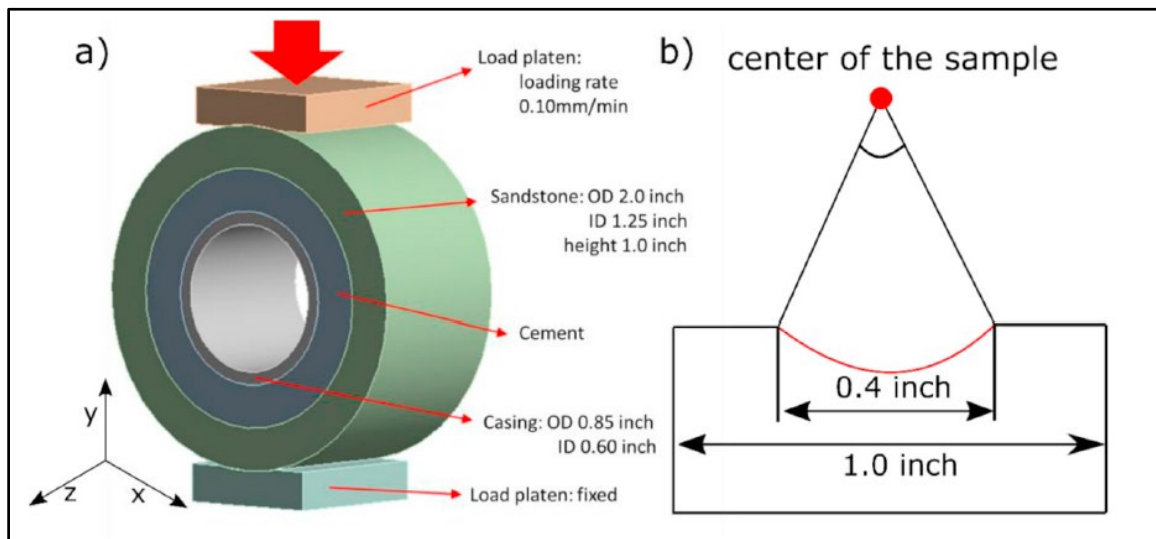 a)
Load platen:
loading rate
0.10mm/min
Sandstone: OD 2.0 inch
ID 1.25 inch
height 1.0 inch
Cement
Casing: OD 0.85 inch
ID 0.60 inch
Load platen: fixed
y
z
x
b)
center of the sample
0.4 inch
1.0 inch